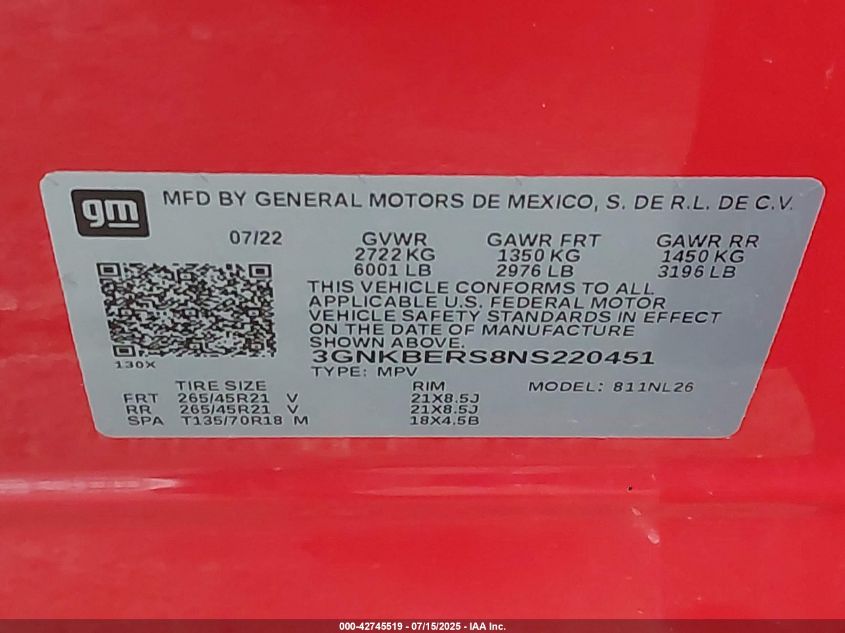 gm
MFD BY GENERAL MOTORS DE MEXICO, S. DE R.L. DE C.V.
07/22 GVWR GAWR FRT GAWR RR
2722 KG 1350 KG 1450 KG
6001 LB 2976 LB 3196 LB
THIS VEHICLE CONFORMS TO ALL
APPLICABLE U.S. FEDERAL MOTOR
VEHICLE SAFETY STANDARDS IN EFFECT
ON THE DATE OF MANUFACTURE
SHOWN ABOVE.
130X
3GNKBERS8NS220451
TYPE: MPV
TIRE SIZE RIM MODEL: 811NL26
FRT 265/45R21 V 21X8.5J
RR 265/45R21 V 21X8.5J
SPA T135/70R18 M 18X4.5B
000-42745519 - 07/15/2025 - IAA Inc.